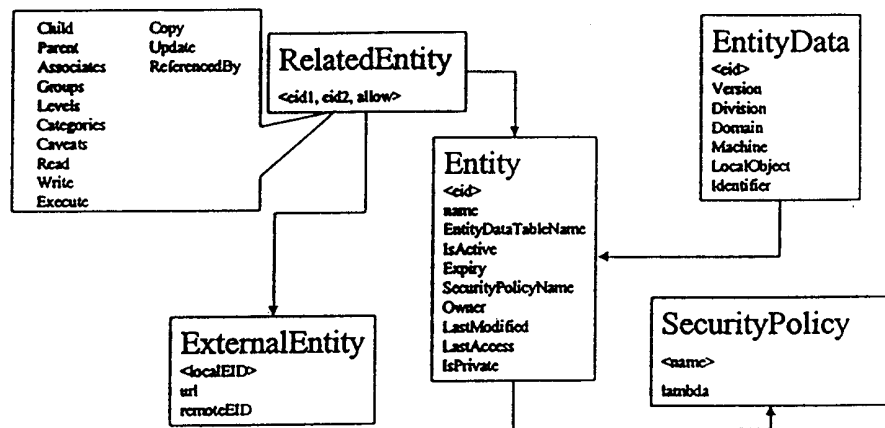 Child
Parent
Associates
Groups
Levels
Categories
Caveats
Read
Write
Execute
Copy
Update
ReferencedBy
RelatedEntity
<eid1, eid2, allow>
EntityData
<eid>
Version
Division
Domain
Machine
LocalObject
Identifier
Entity
<eid>
name
EntityDataTableName
IsActive
Expiry
SecurityPolicyName
Owner
LastModified
LastAccess
IsPrivate
ExternalEntity
<localEID>
url
remoteEID
SecurityPolicy
<name>
lambda